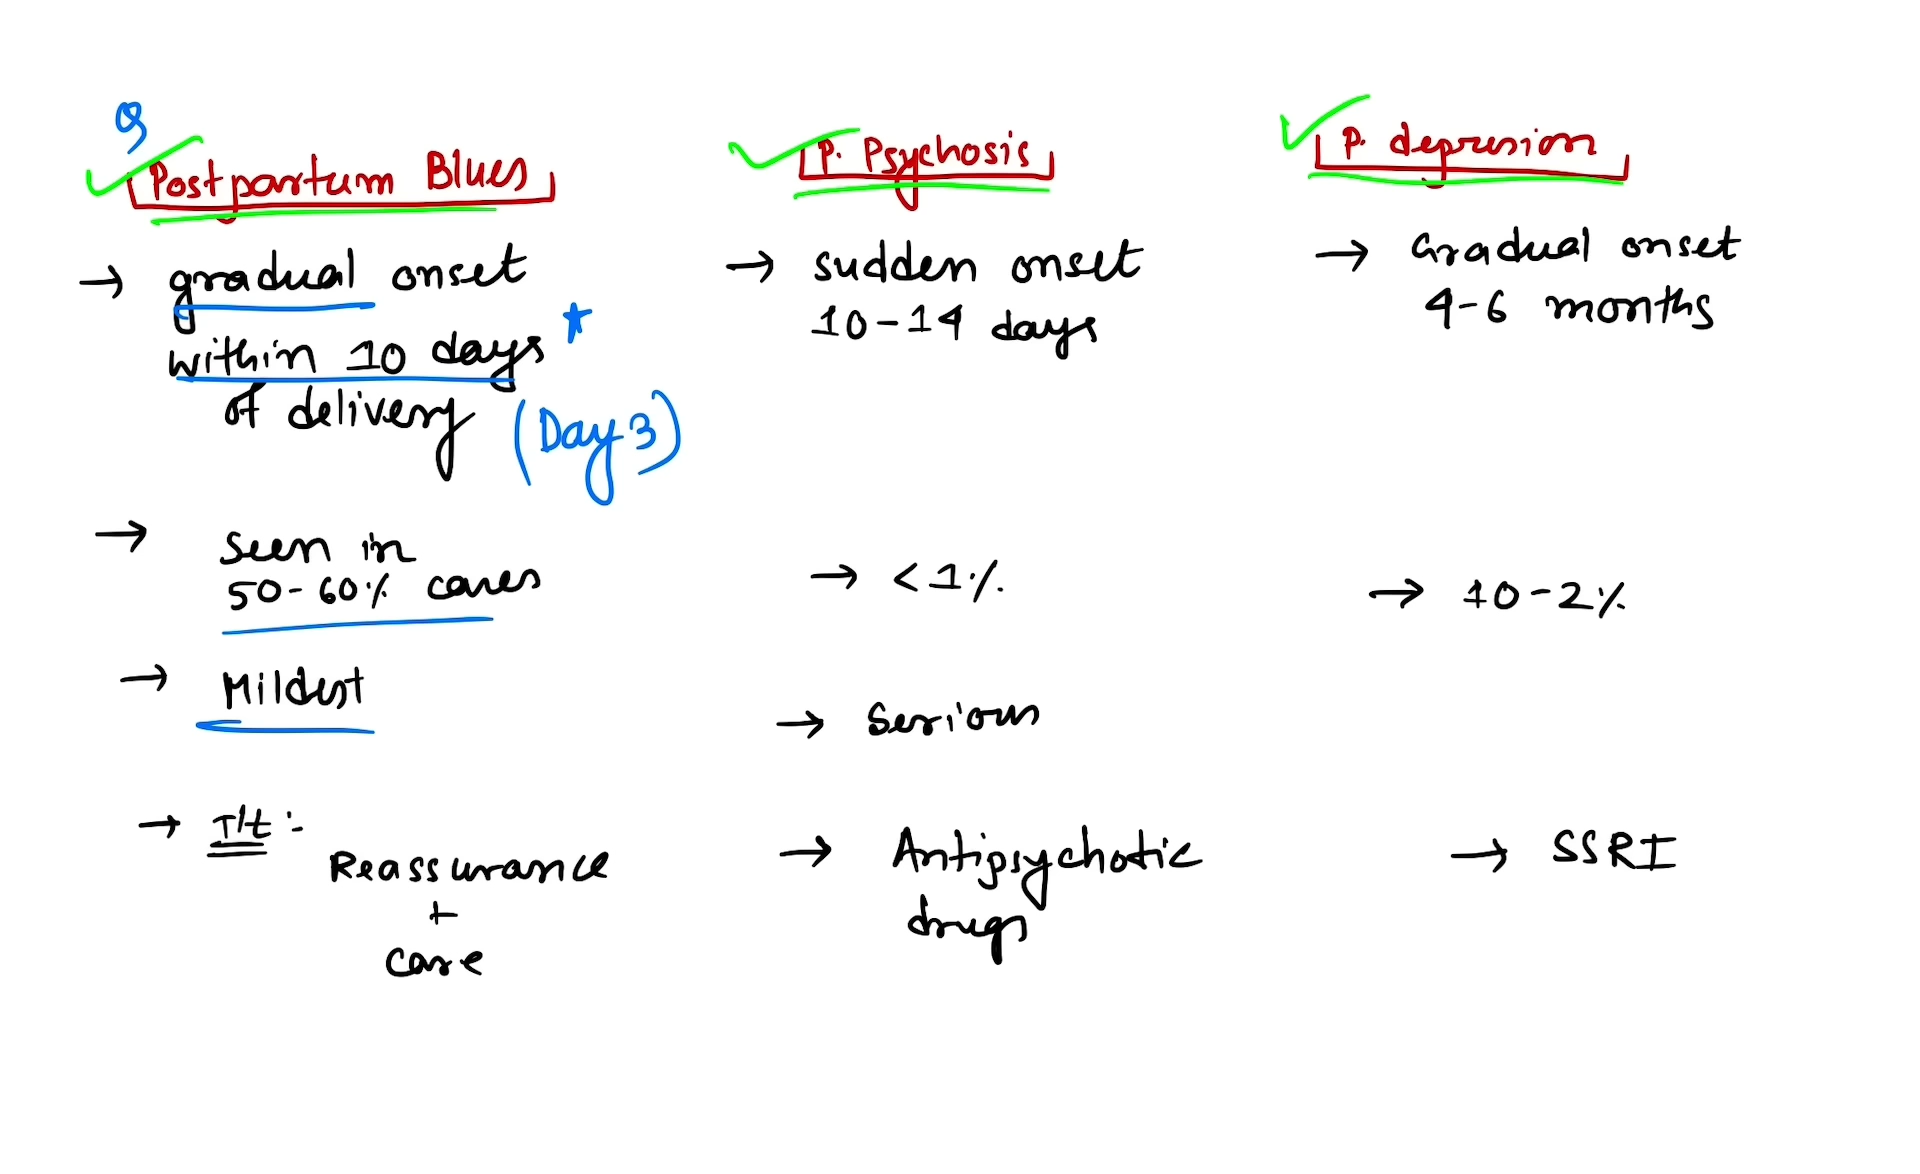 Q
Postpartum Blues
→ gradual onset
within 10 days *
of delivery (Day 3)
→ Seen in
50-60% cases
→ Mildest
→ T/t :-
Reassurance
+
care
P. Psychosis
→ sudden onset
10-14 days
→ <1%
→ Serious
→ Antipsychotic
drugs
P. depression
→ Gradual onset
4-6 months
→ 10-2%
→ SSRI